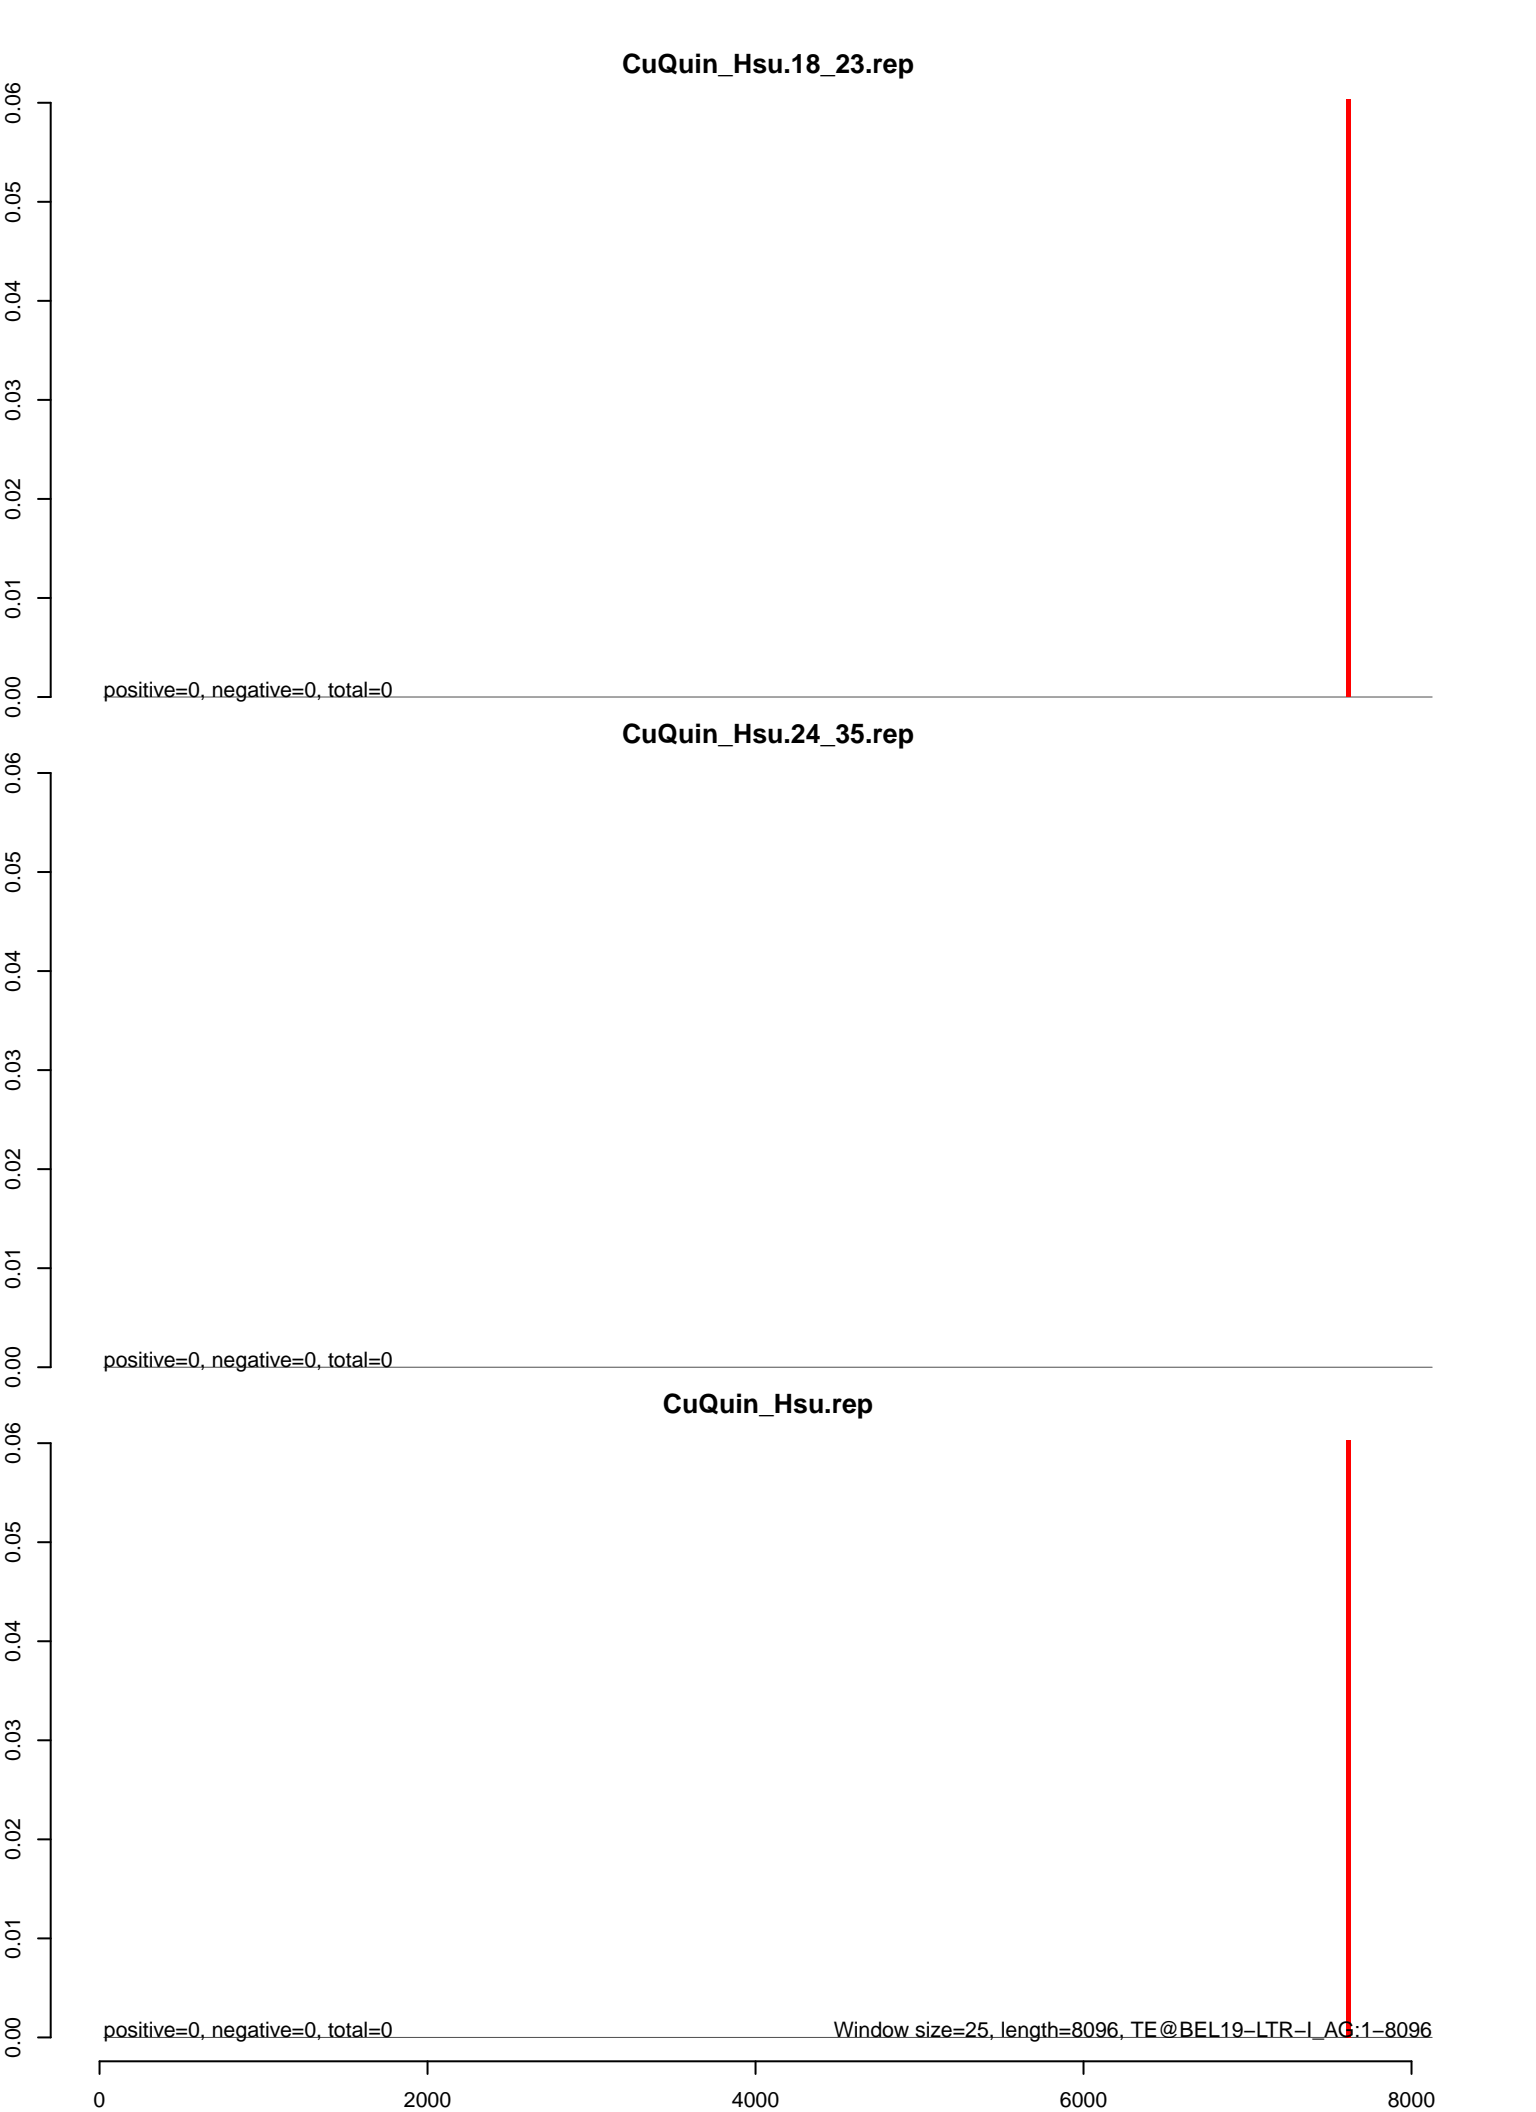 CuQuin_Hsu.18_23.rep
0.06
0.05
0.04
0.03
0.02
0.01
0.00
positive=0, negative=0, total=0
CuQuin_Hsu.24_35.rep
0.06
0.05
0.04
0.03
0.02
0.01
0.00
positive=0, negative=0, total=0
CuQuin_Hsu.rep
0.06
0.05
0.04
0.03
0.02
0.01
0.00
positive=0, negative=0, total=0
Window size=25, length=8096, TE@BEL19−LTR−I_AG:1−8096
0 2000 4000 6000 8000